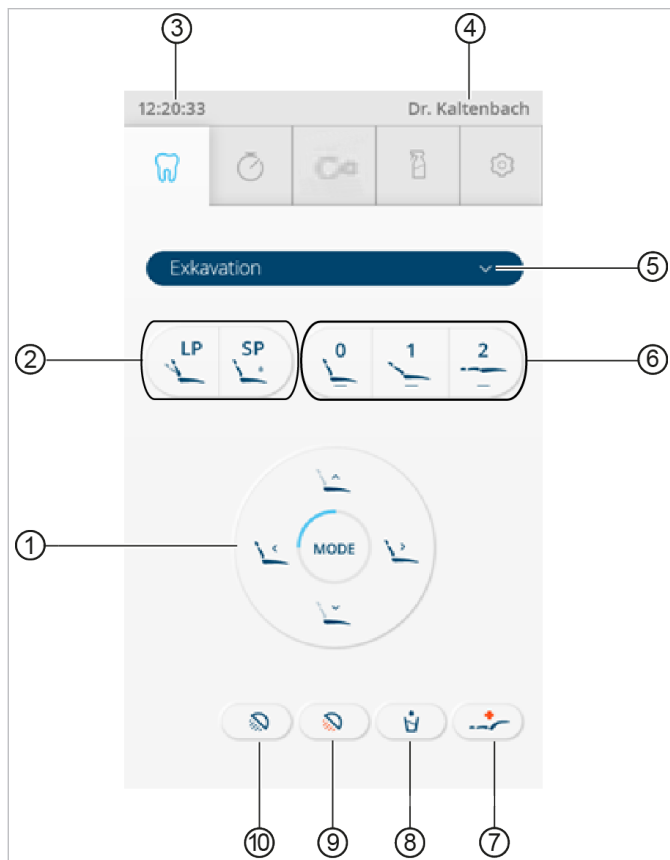 ③ ④
12:20:33 Dr. Kaltenbach
Exkavation ⑤
② LP SP 0 1 2 ⑥
① MODE
⑩ ⑨ ⑧ ⑦